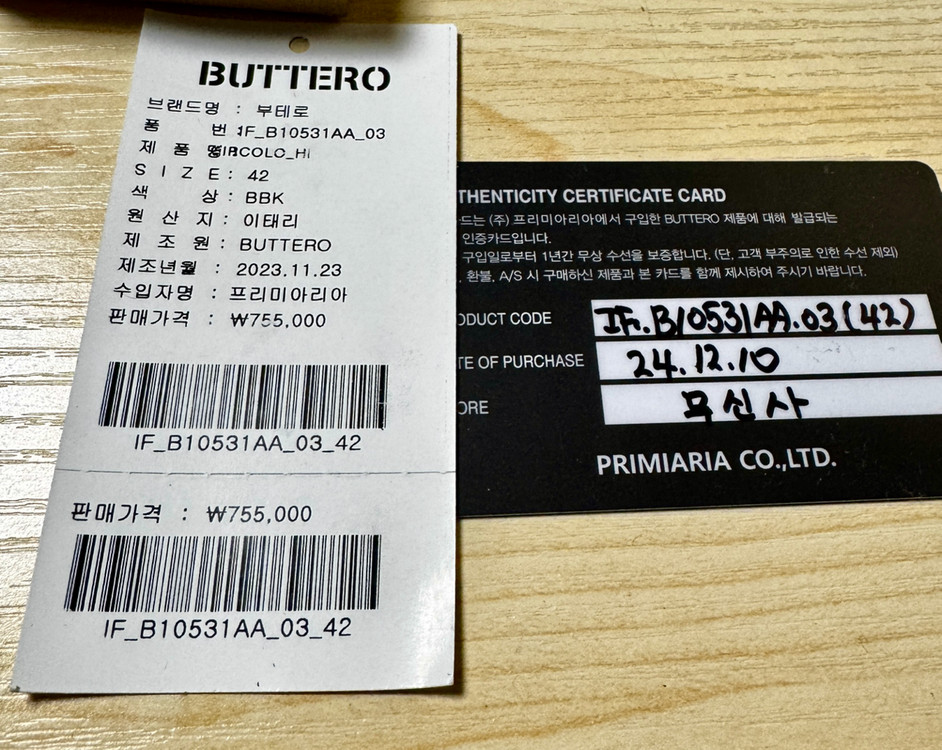 BUTTERO
브랜드명 : 부테로
품 번 : IF_B10531AA_03
제 품 명 : CIRCOLO_HI
S I Z E : 42
색 상 : BBK
원 산 지 : 이태리
제 조 원 : BUTTERO
제조년월 : 2023.11.23
수입자명 : 프리미아리아
판매가격 : ₩755,000
IF_B10531AA_03_42
판매가격 : ₩755,000
IF_B10531AA_03_42
THENTICITY CERTIFICATE CARD
드는 (주) 프리미아리아에서 구입한 BUTTERO 제품에 대해 발급되는
인증카드입니다.
구입일로부터 1년간 무상 수선을 보증합니다. (단, 고객 부주의로 인한 수선 제외)
환불, A/S 시 구매하신 제품과 본 카드를 함께 제시하여 주시기 바랍니다.
ODUCT CODE IF.B10531AA.03(42)
TE OF PURCHASE 24.12.10
ORE 무신사
PRIMIARIA CO.,LTD.